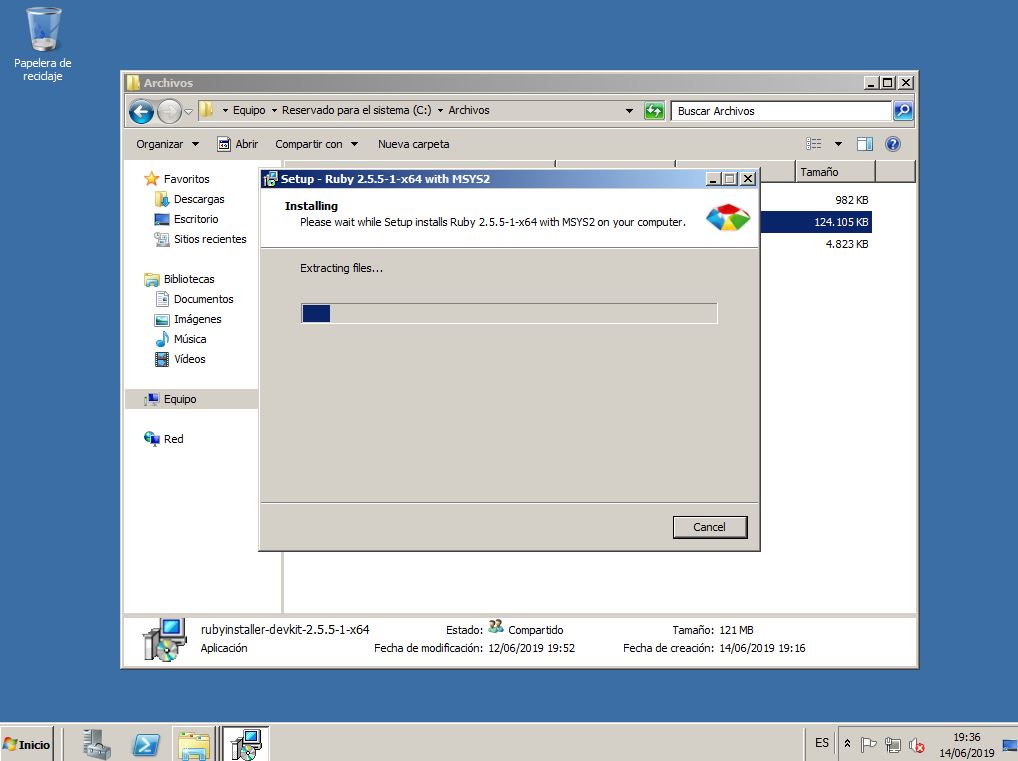 Papelera de
reciclaje
Archivos
Equipo Reservado para el sistema (C:) Archivos
Buscar Archivos
Organizar Abrir Compartir con Nueva carpeta
Favoritos
Descargas
Escritorio
Sitios recientes
Bibliotecas
Documentos
Imágenes
Música
Vídeos
Equipo
Red
Tamaño
982 KB
124.105 KB
4.823 KB
Setup - Ruby 2.5.5-1-x64 with MSYS2
Installing
Please wait while Setup installs Ruby 2.5.5-1-x64 with MSYS2 on your computer.
Extracting files...
Cancel
rubyinstaller-devkit-2.5.5-1-x64 Estado: Compartido Tamaño: 121 MB
Aplicación Fecha de modificación: 12/06/2019 19:52 Fecha de creación: 14/06/2019 19:16
Inicio
ES
19:36
14/06/2019